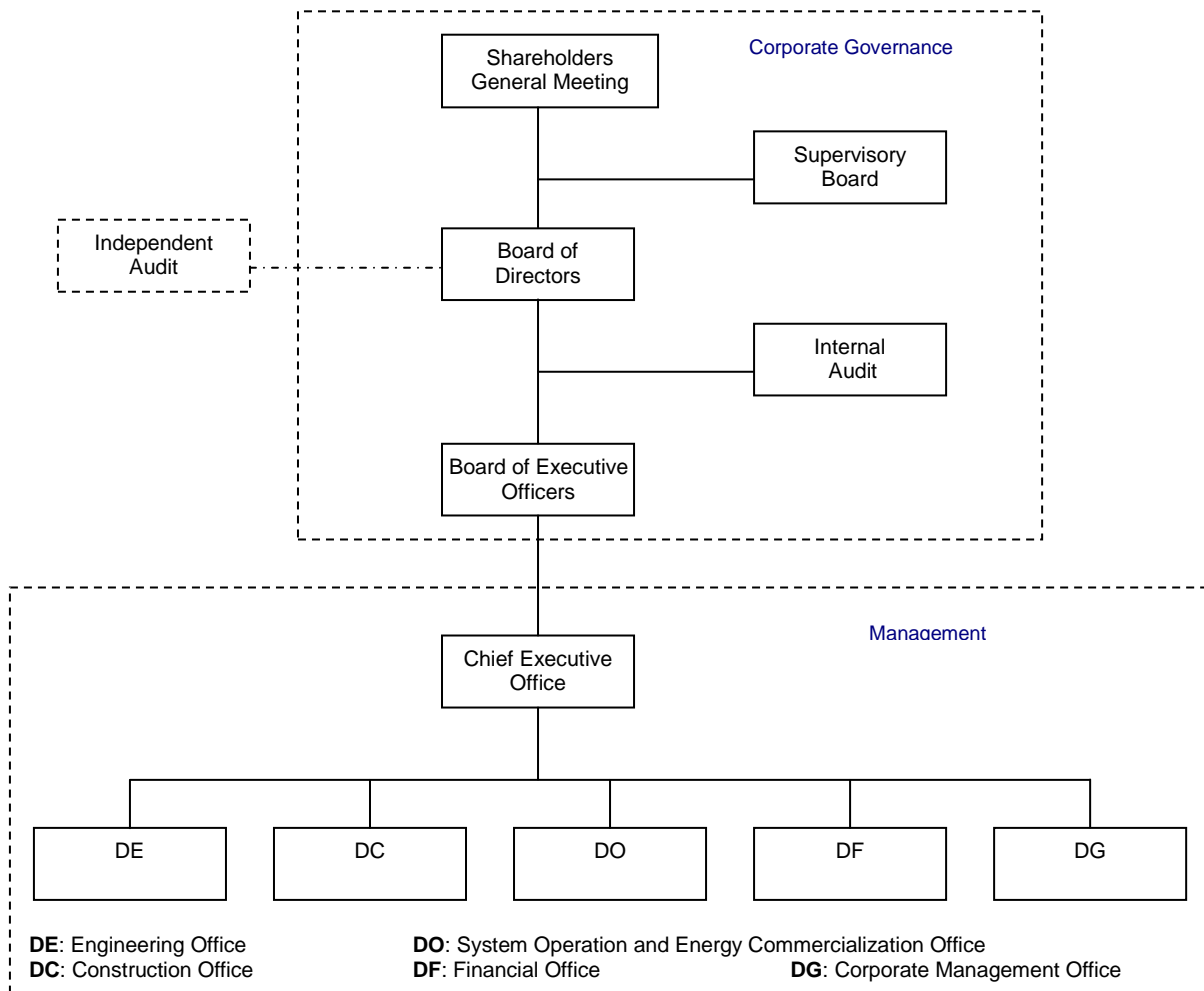 Corporate Governance
Shareholders
General Meeting
Supervisory
Board
Independent
Audit
Board of
Directors
Internal
Audit
Board of Executive
Officers
Management
Chief Executive
Office
DE
DC
DO
DF
DG
DE: Engineering Office
DO: System Operation and Energy Commercialization Office
DC: Construction Office
DF: Financial Office
DG: Corporate Management Office